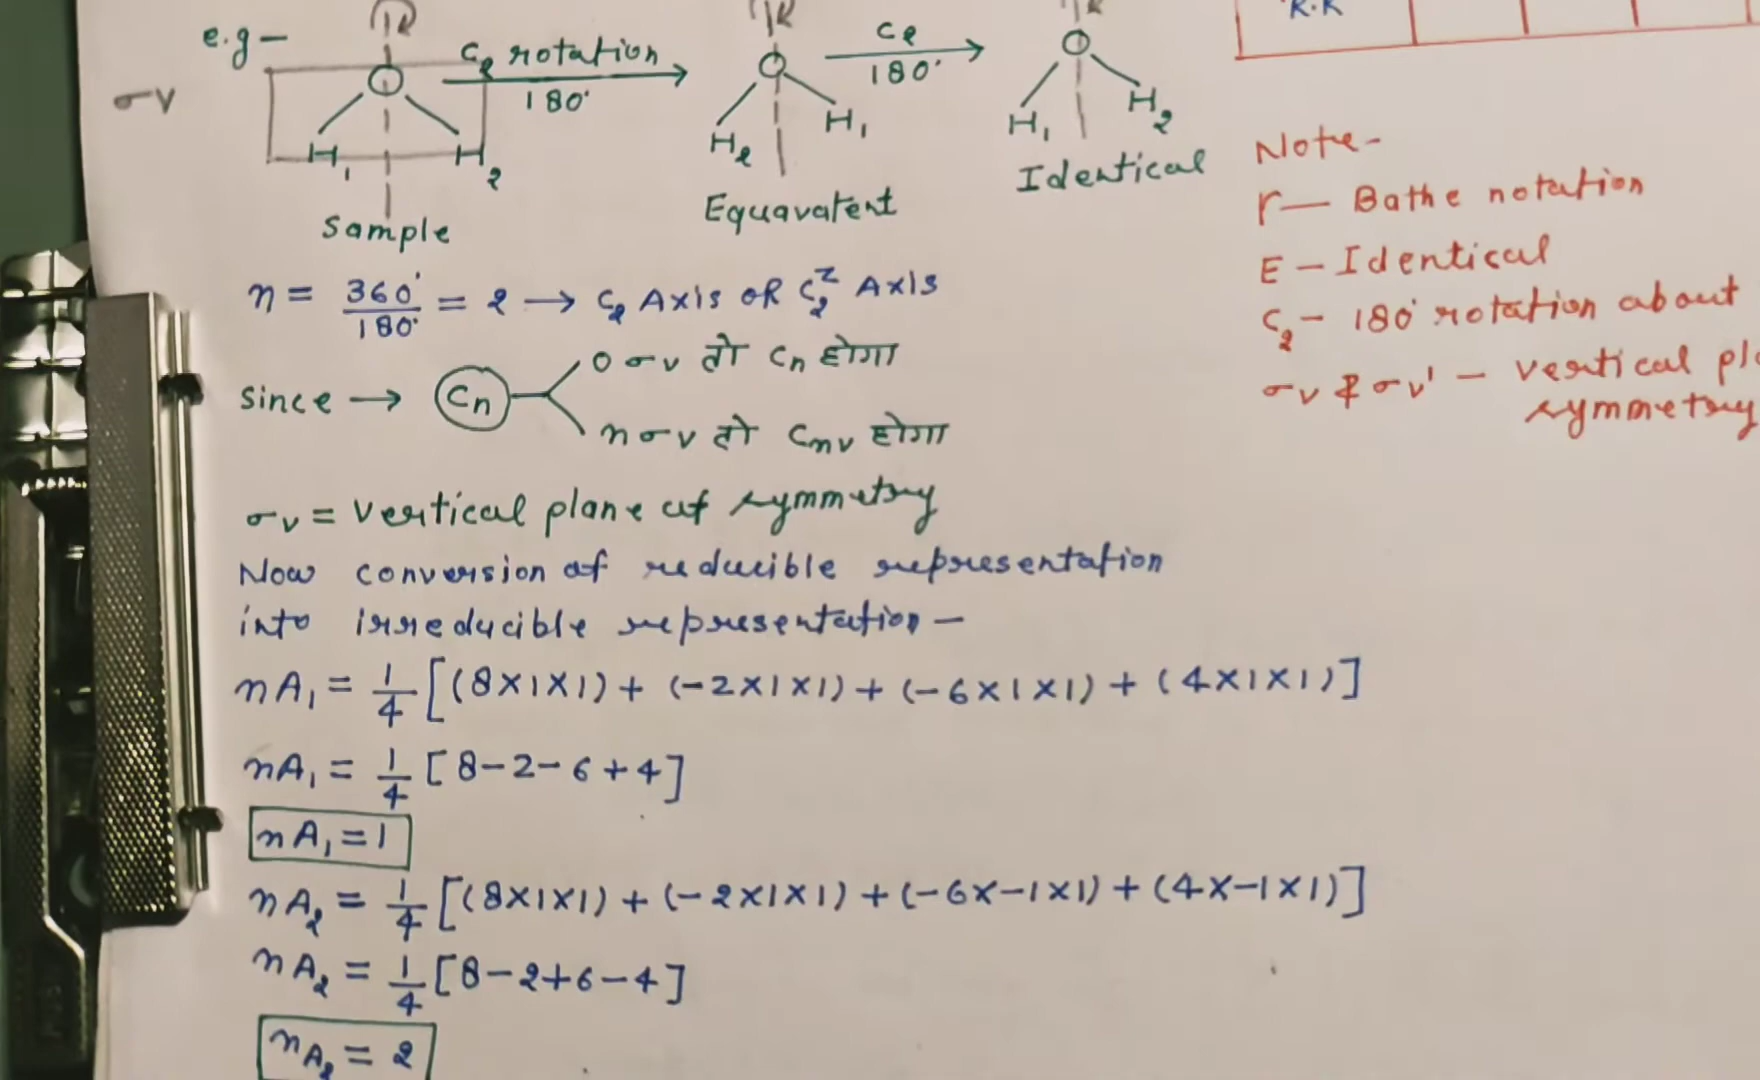 e.g -
C2 rotation
180°
C2
180°
R.R
σv
O
H1 H2
O
H2 H1
O
H1 H2
Sample
Equavatent
Identical
Note-
Γ— Bathe notation
E - Identical
C2 - 180° rotation about
σv & σv' - vertical
symmetry
n = 360°/180° = 2 → C2 Axis OR C2^z Axis
Since → Cn
0 σv तो Cn होगा
nσv तो Cnv होगा
σv = vertical plane of symmetry
Now conversion of reducible representation
into irreducible representation -
nA1 = 1/4 [(8×1×1) + (-2×1×1) + (-6×1×1) + (4×1×1)]
nA1 = 1/4 [8-2-6+4]
nA1 = 1
nA2 = 1/4 [(8×1×1) + (-2×1×1) + (-6×-1×1) + (4×-1×1)]
nA2 = 1/4 [8-2+6-4]
nA2 = 2